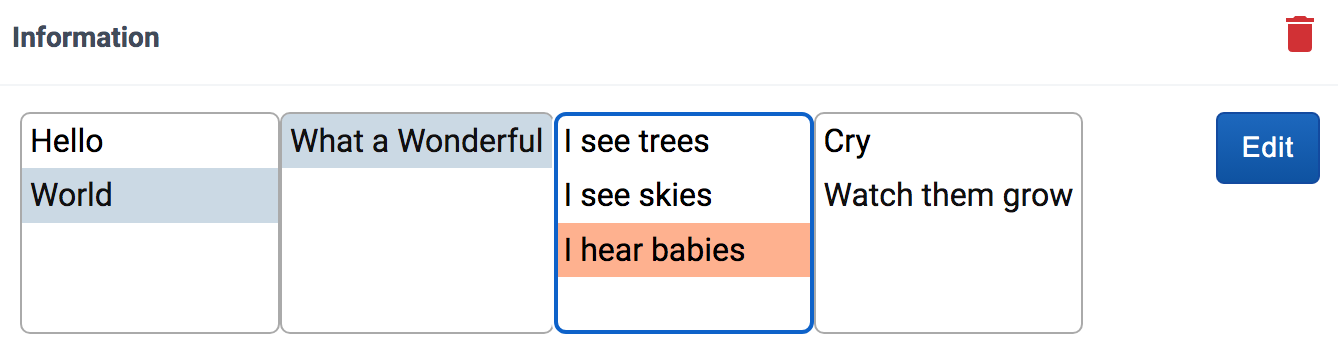 Information
Hello
World
What a Wonderful
I see trees
I see skies
I hear babies
Cry
Watch them grow
Edit